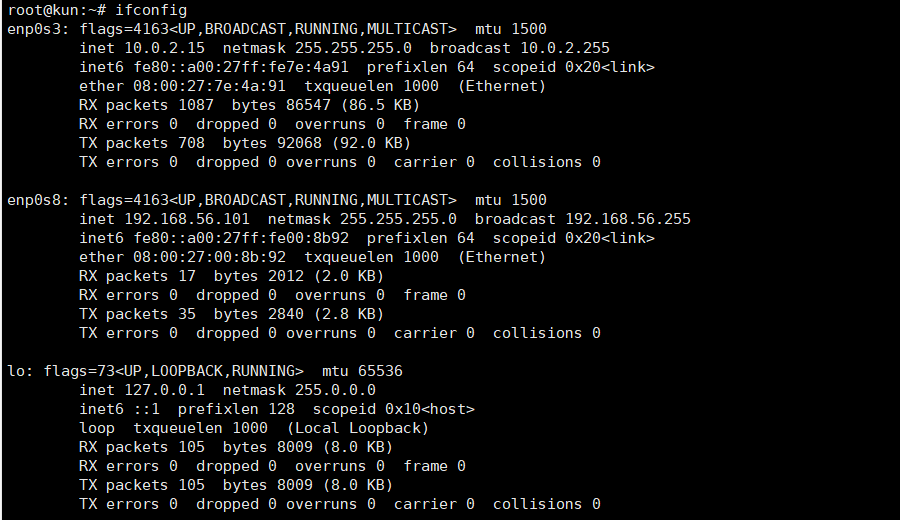 root@kun:~# ifconfig
enp0s3: flags=4163<UP,BROADCAST,RUNNING,MULTICAST>  mtu 1500
        inet 10.0.2.15  netmask 255.255.255.0  broadcast 10.0.2.255
        inet6 fe80::a00:27ff:fe7e:4a91  prefixlen 64  scopeid 0x20<link>
        ether 08:00:27:7e:4a:91  txqueuelen 1000  (Ethernet)
        RX packets 1087  bytes 86547 (86.5 KB)
        RX errors 0  dropped 0  overruns 0  frame 0
        TX packets 708  bytes 92068 (92.0 KB)
        TX errors 0  dropped 0 overruns 0  carrier 0  collisions 0

enp0s8: flags=4163<UP,BROADCAST,RUNNING,MULTICAST>  mtu 1500
        inet 192.168.56.101  netmask 255.255.255.0  broadcast 192.168.56.255
        inet6 fe80::a00:27ff:fe00:8b92  prefixlen 64  scopeid 0x20<link>
        ether 08:00:27:00:8b:92  txqueuelen 1000  (Ethernet)
        RX packets 17  bytes 2012 (2.0 KB)
        RX errors 0  dropped 0  overruns 0  frame 0
        TX packets 35  bytes 2840 (2.8 KB)
        TX errors 0  dropped 0 overruns 0  carrier 0  collisions 0

lo: flags=73<UP,LOOPBACK,RUNNING>  mtu 65536
        inet 127.0.0.1  netmask 255.0.0.0
        inet6 ::1  prefixlen 128  scopeid 0x10<host>
        loop  txqueuelen 1000  (Local Loopback)
        RX packets 105  bytes 8009 (8.0 KB)
        RX errors 0  dropped 0  overruns 0  frame 0
        TX packets 105  bytes 8009 (8.0 KB)
        TX errors 0  dropped 0 overruns 0  carrier 0  collisions 0